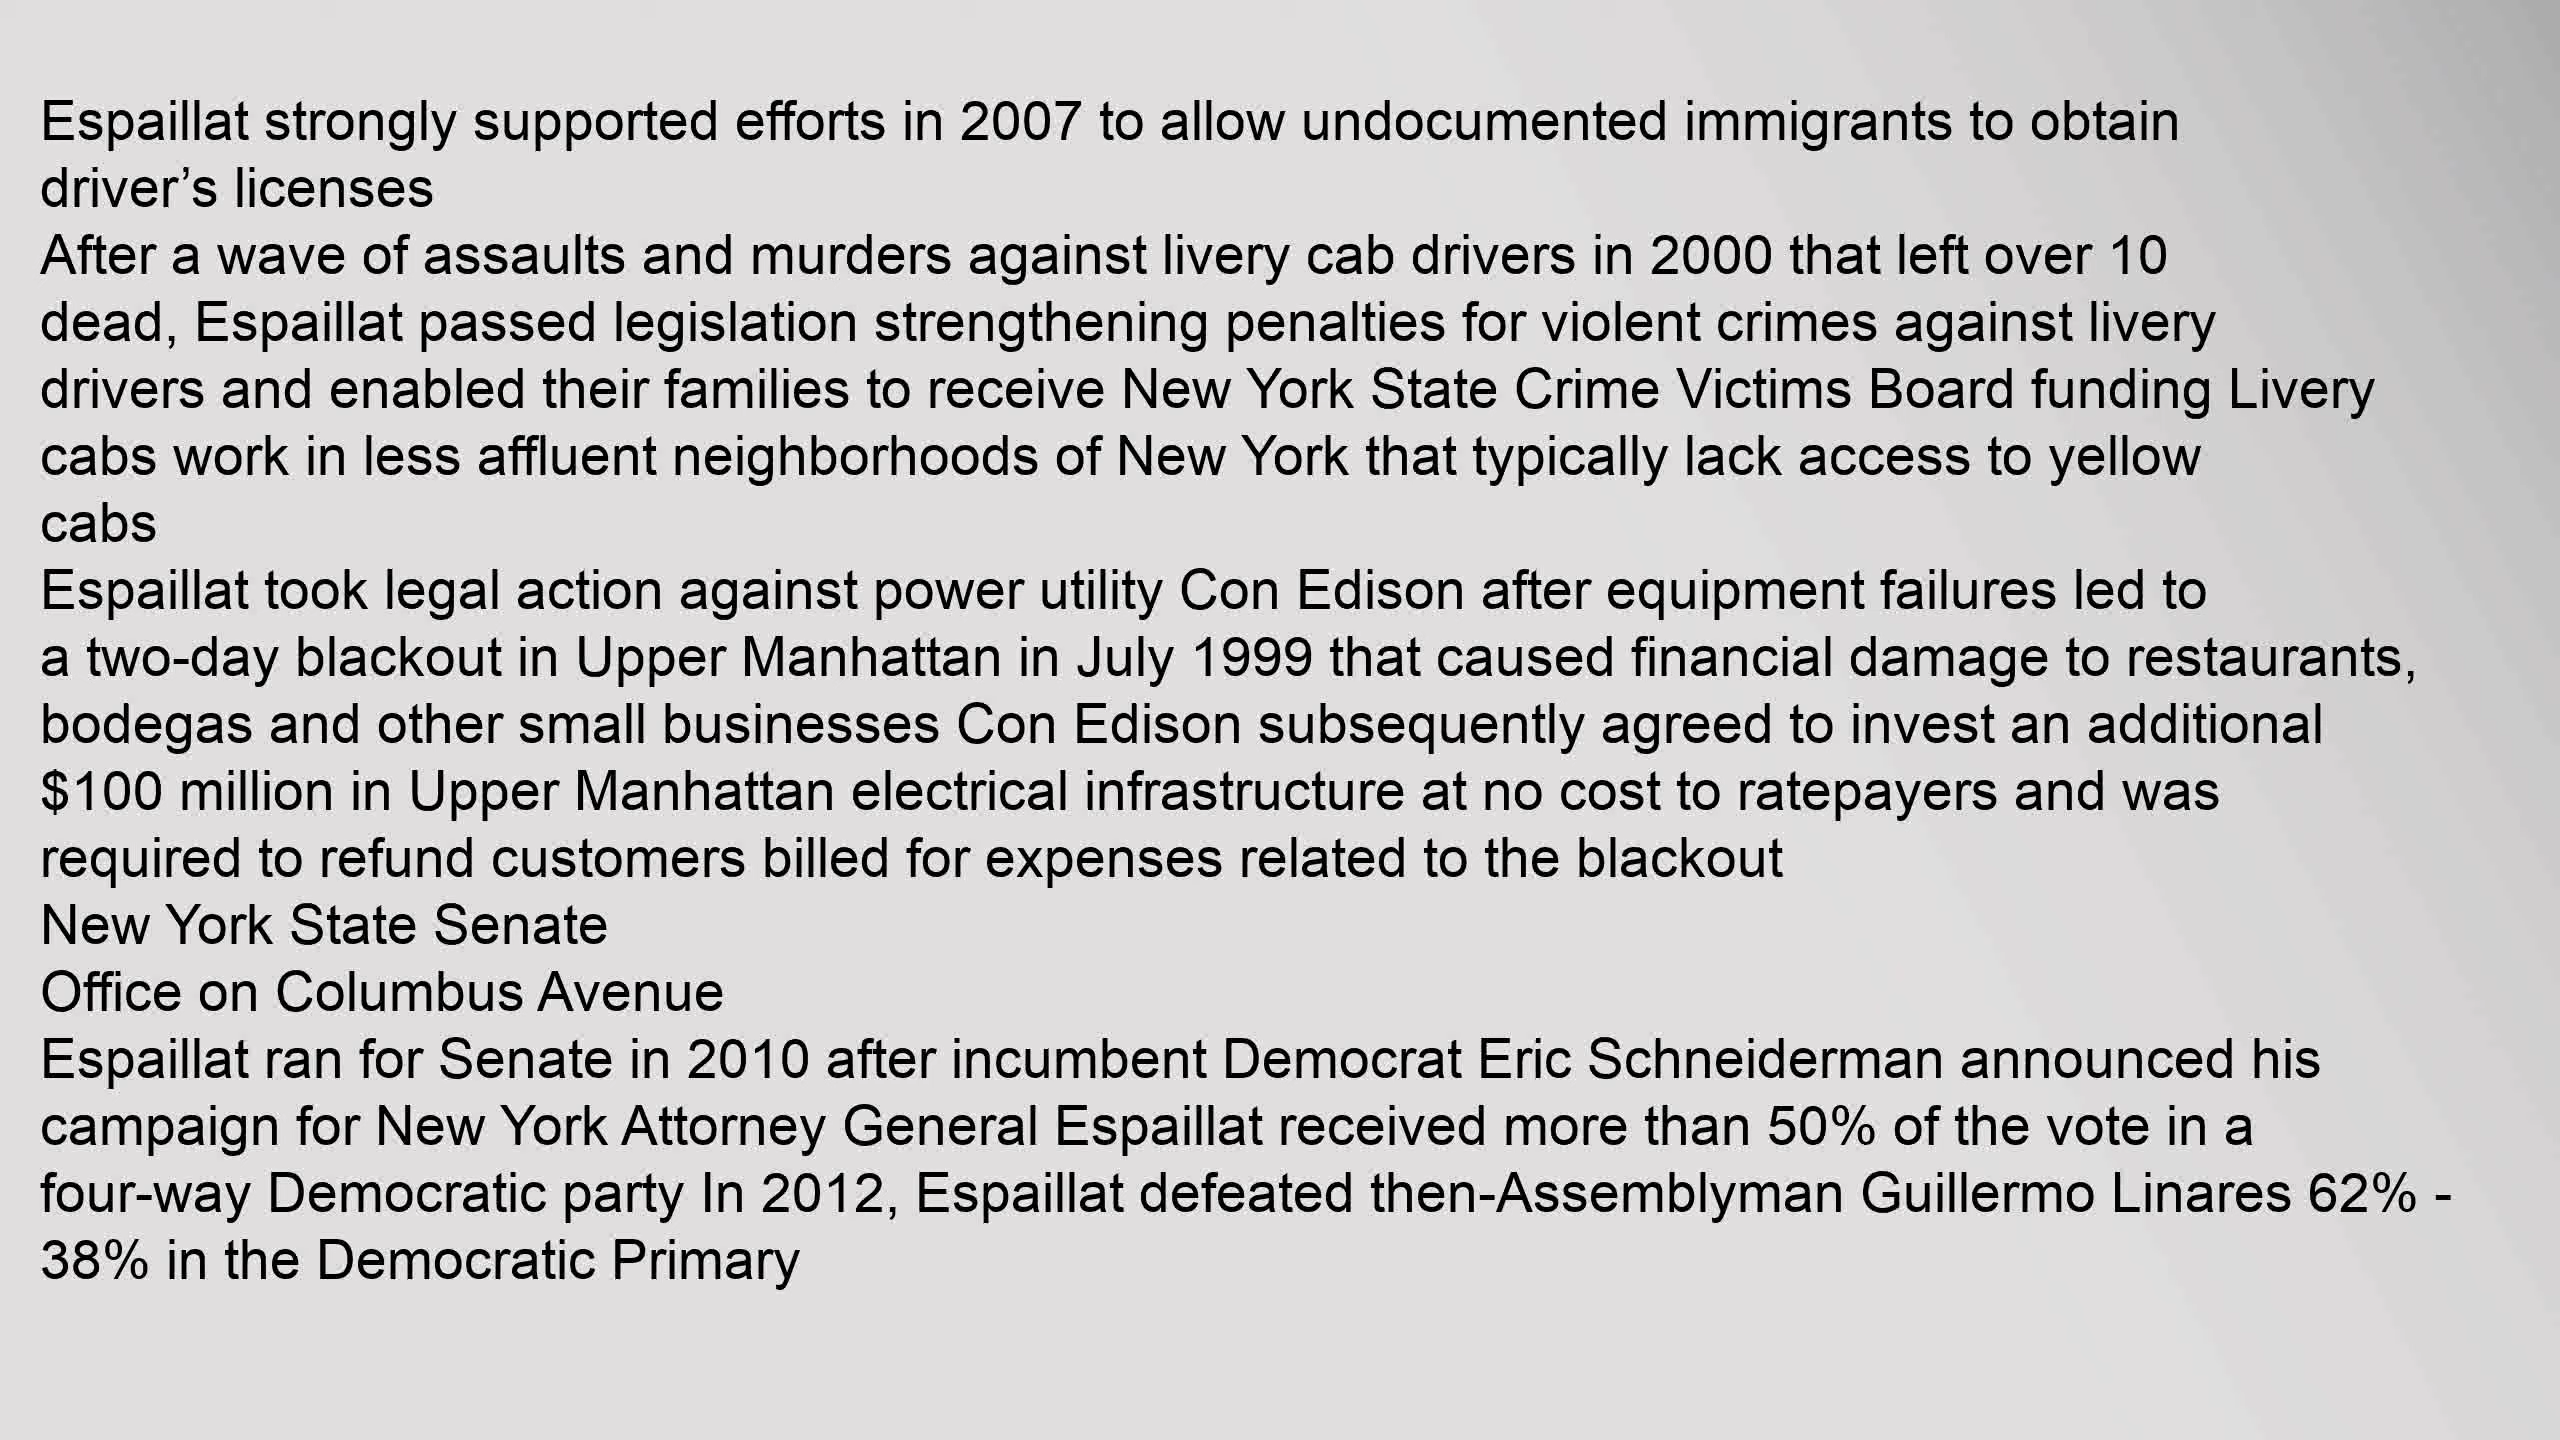 Espaillat strongly supported efforts in 2007 to allow undocumented immigrants to obtain
driver’s licenses
After a wave of assaults and murders against livery cab drivers in 2000 that left over 10
dead, Espaillat passed legislation strengthening penalties for violent crimes against livery
drivers and enabled their families to receive New York State Crime Victims Board funding Livery
cabs work in less affluent neighborhoods of New York that typically lack access to yellow
cabs
Espaillat took legal action against power utility Con Edison after equipment failures led to
a two-day blackout in Upper Manhattan in July 1999 that caused financial damage to restaurants,
bodegas and other small businesses Con Edison subsequently agreed to invest an additional
$100 million in Upper Manhattan electrical infrastructure at no cost to ratepayers and was
required to refund customers billed for expenses related to the blackout
New York State Senate
Office on Columbus Avenue
Espaillat ran for Senate in 2010 after incumbent Democrat Eric Schneiderman announced his
campaign for New York Attorney General Espaillat received more than 50% of the vote in a
four-way Democratic party In 2012, Espaillat defeated then-Assemblyman Guillermo Linares 62% -
38% in the Democratic Primary